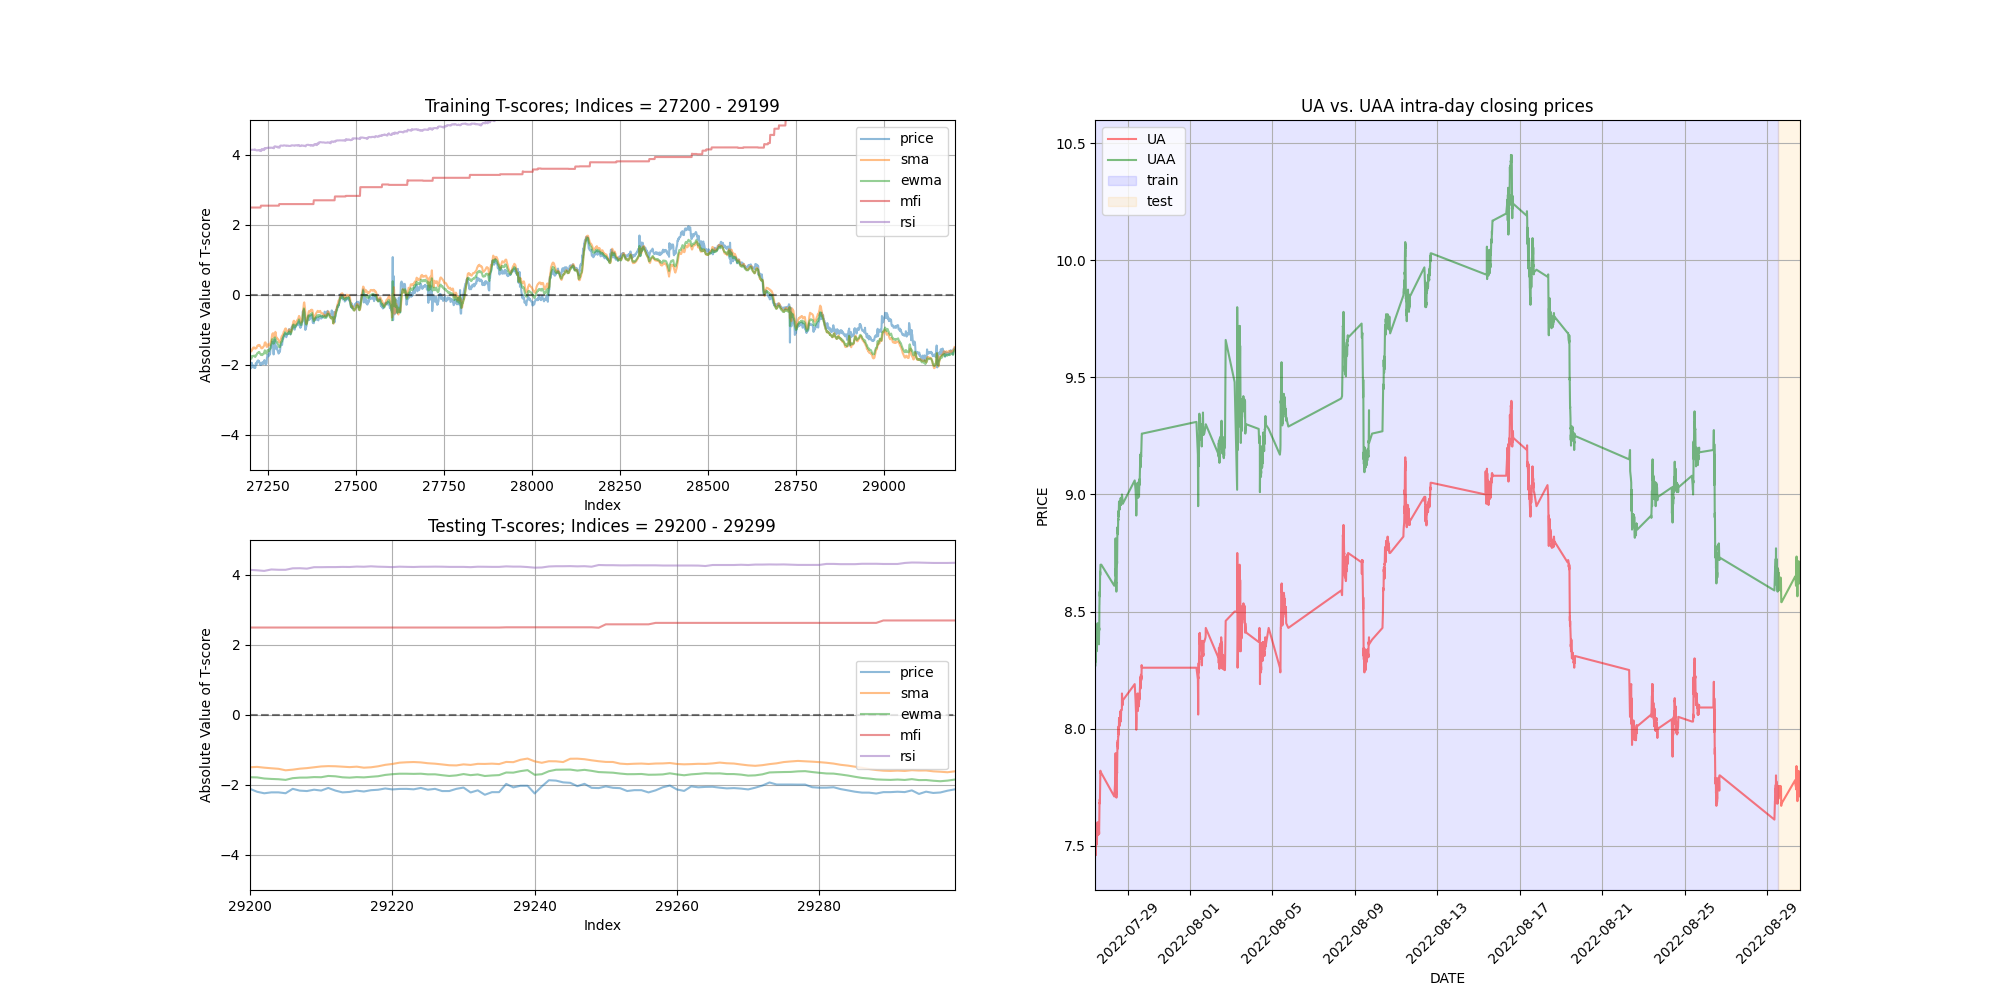 Training T-scores; Indices = 27200 - 29199
Absolute Value of T-score
4
2
0
−2
−4
price
sma
ewma
mfi
rsi
27250 27500 27750 28000 28250 28500 28750 29000
Index
Testing T-scores; Indices = 29200 - 29299
Absolute Value of T-score
4
2
0
−2
−4
price
sma
ewma
mfi
rsi
29200 29220 29240 29260 29280
Index
UA vs. UAA intra-day closing prices
UA
UAA
train
test
PRICE
10.5
10.0
9.5
9.0
8.5
8.0
7.5
2022-07-29 2022-08-01 2022-08-05 2022-08-09 2022-08-13 2022-08-17 2022-08-21 2022-08-25 2022-08-29
DATE